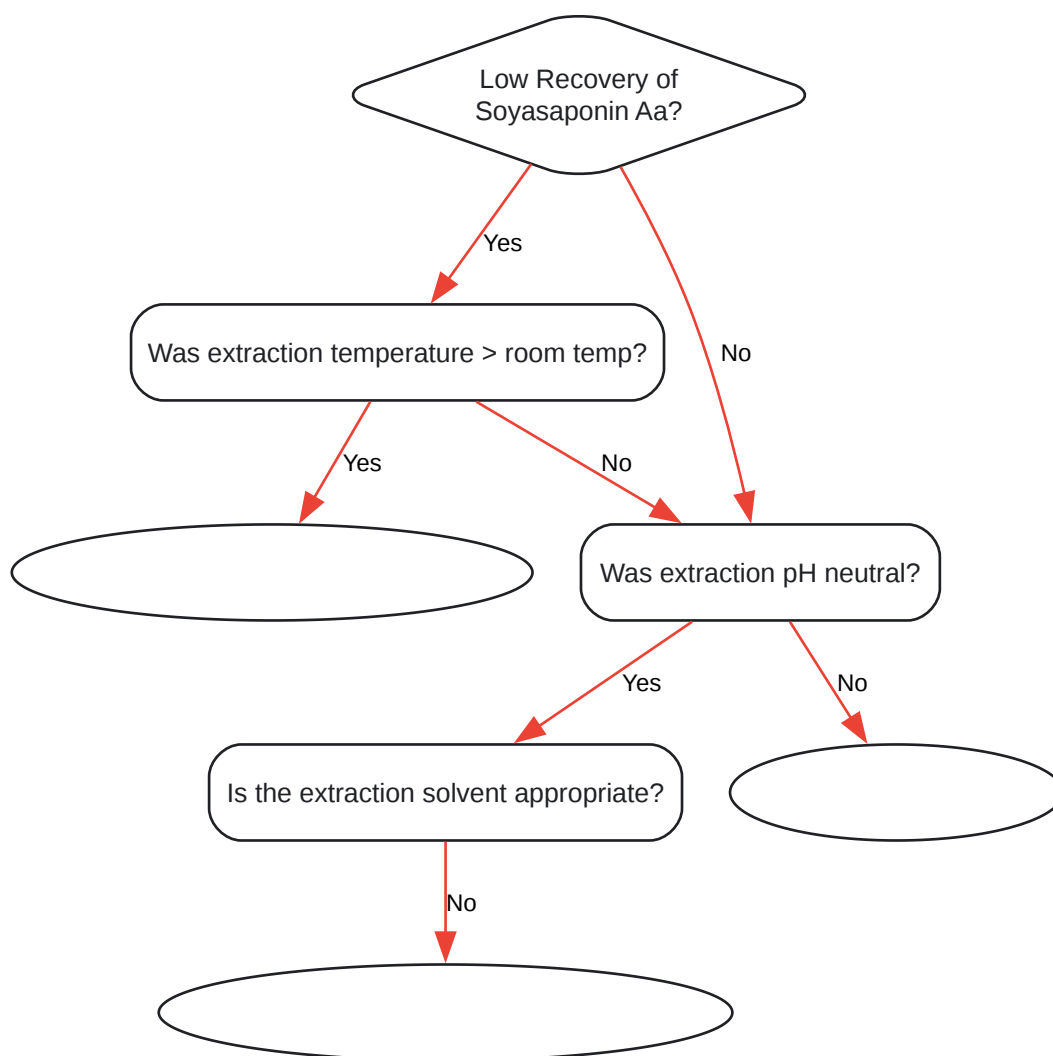 Low Recovery of
Soyasaponin Aa?
Yes
Was extraction temperature > room temp?
No
Yes
No
Was extraction pH neutral?
Yes
No
Is the extraction solvent appropriate?
No